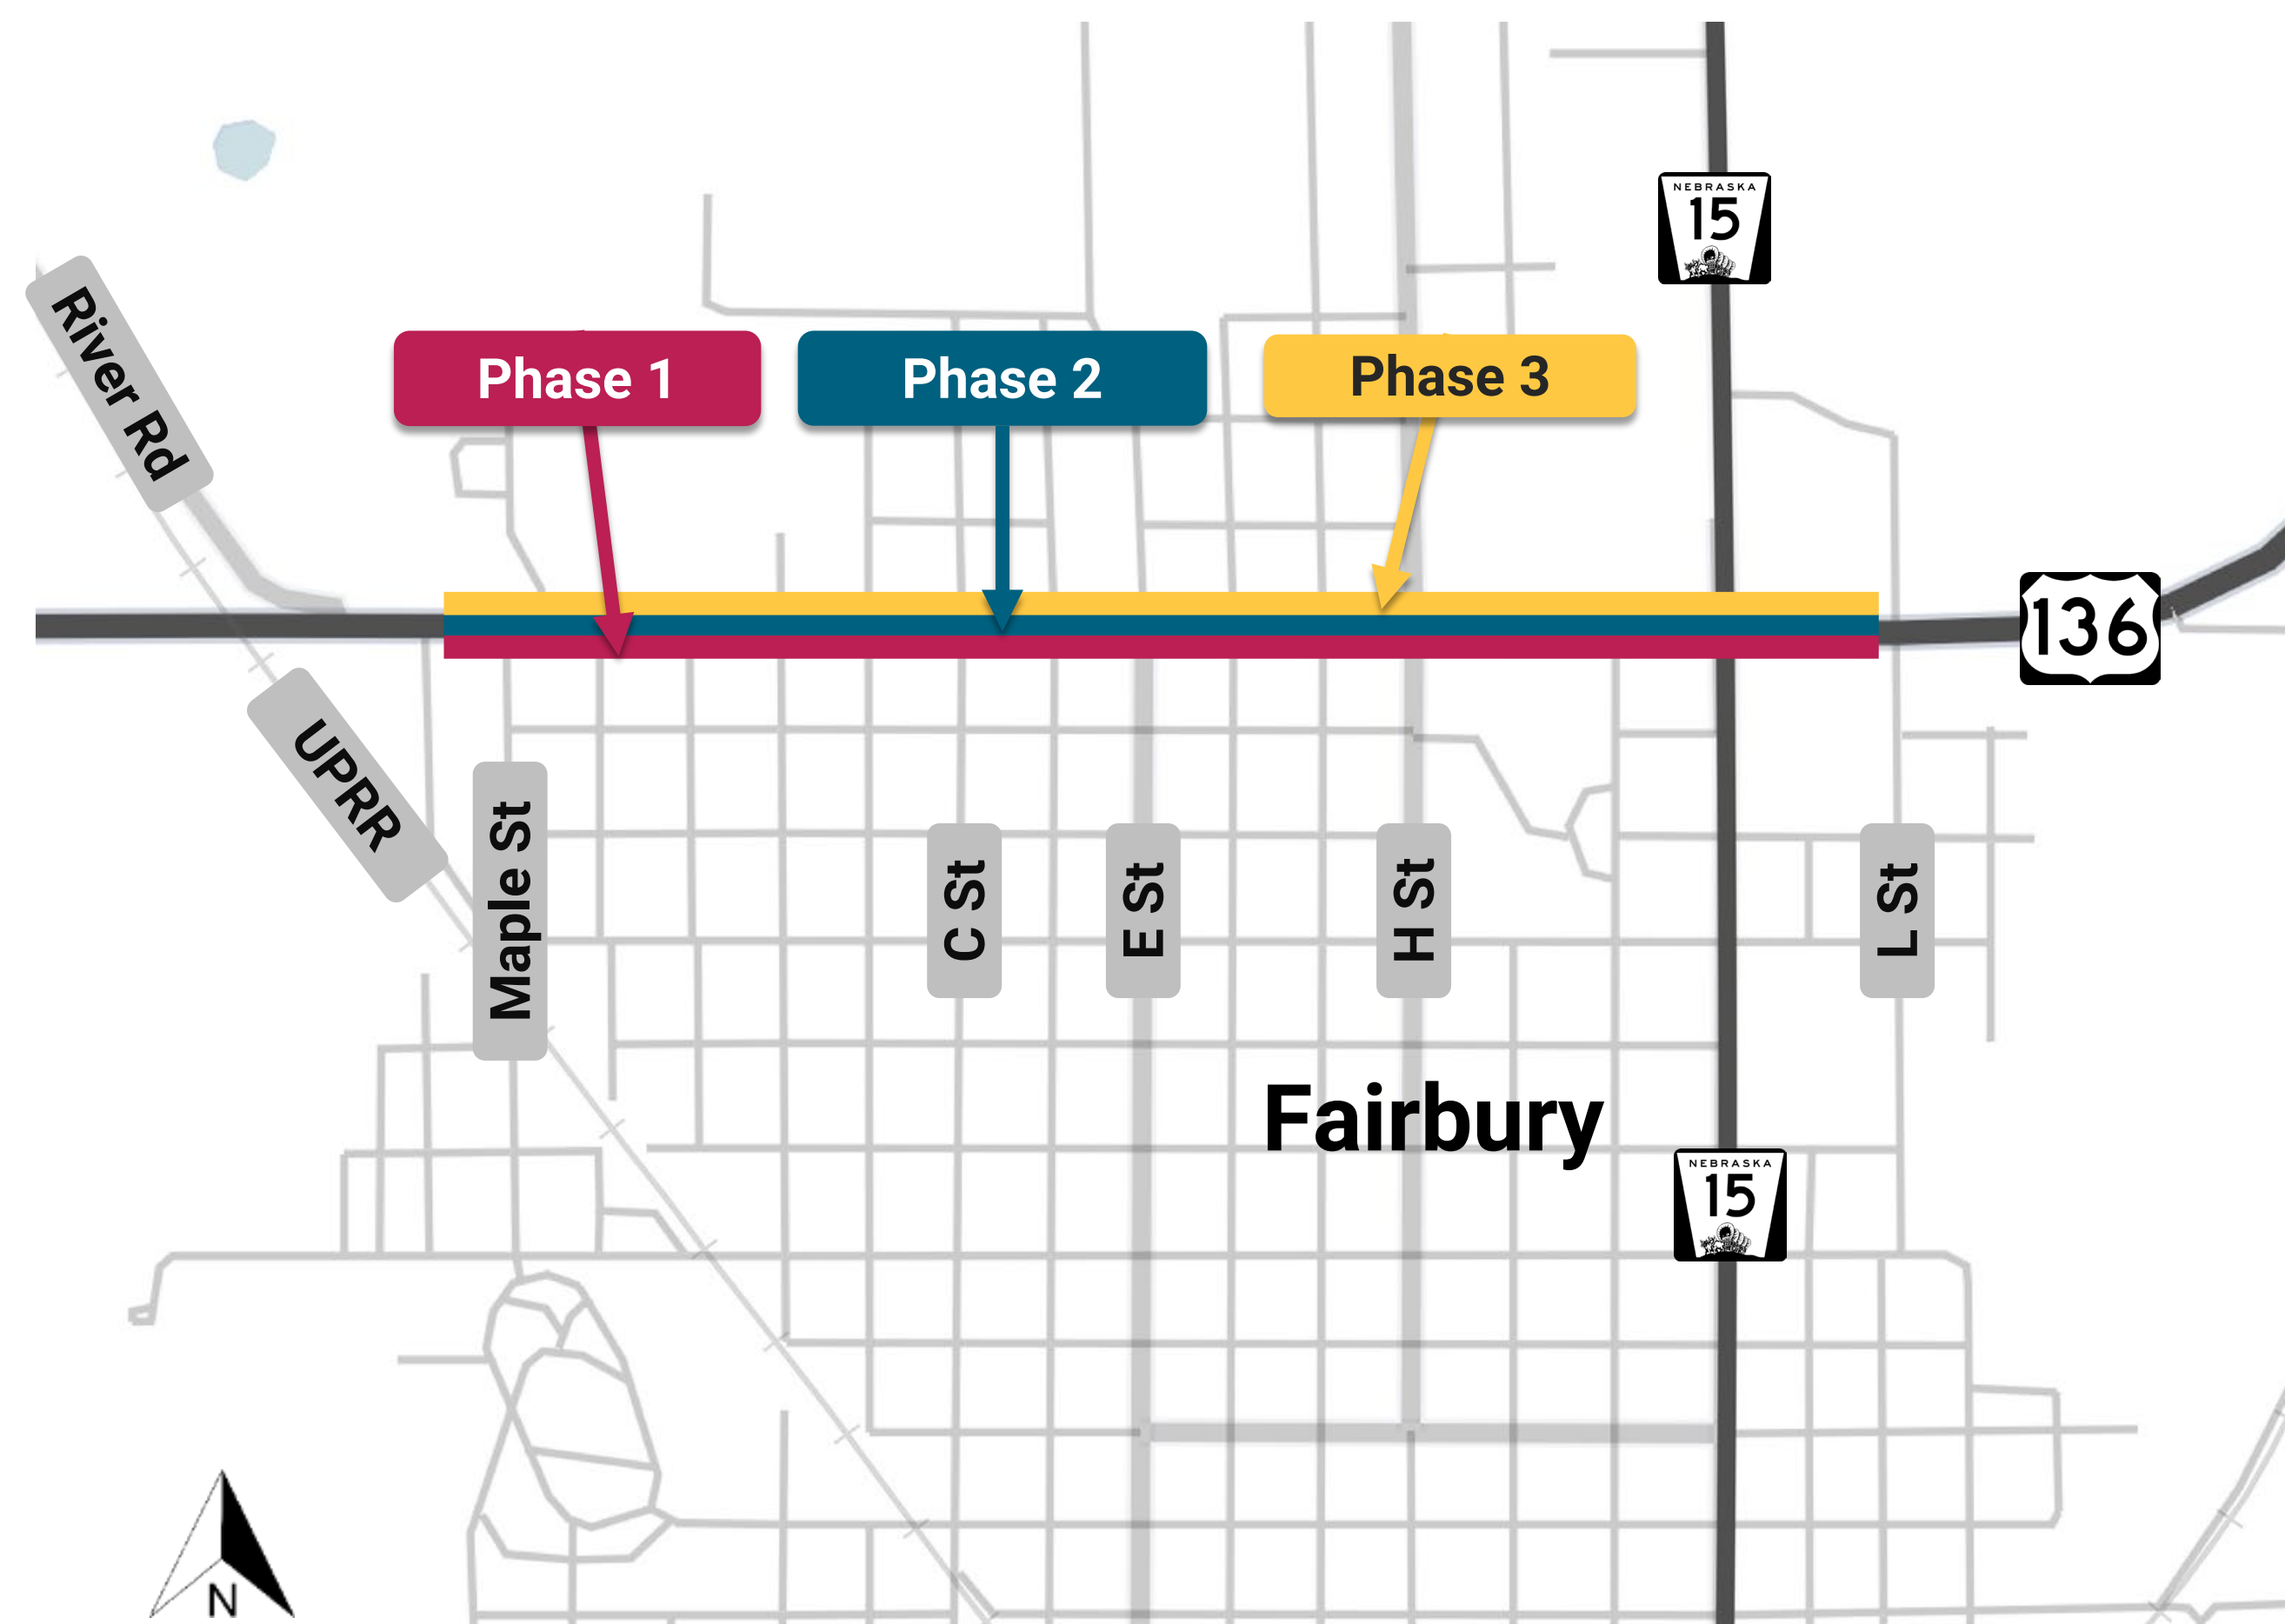 NEBRASKA
15
River Rd
Phase 1
Phase 2
Phase 3
136
UPRR
Maple St
C St
E St
H St
L St
Fairbury
NEBRASKA
15
N